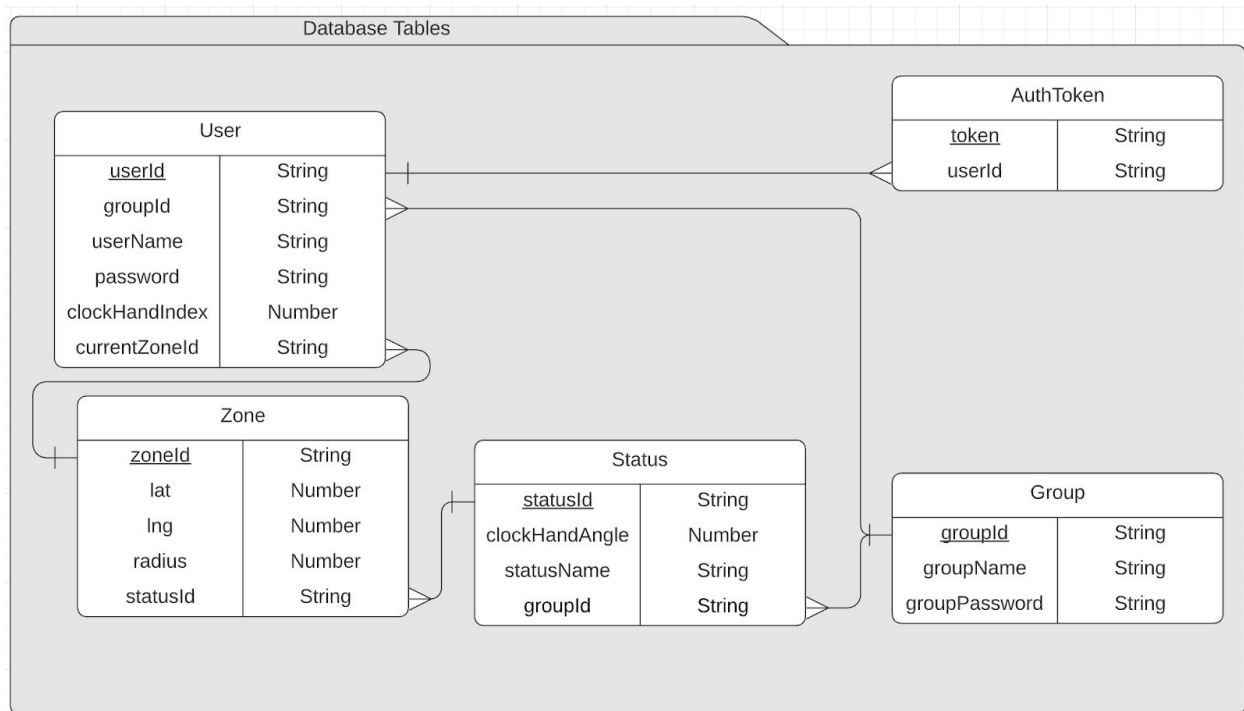 Database Tables
AuthToken
token String
userId String
User
userId String
groupId String
userName String
password String
clockHandIndex Number
currentZoneId String
Zone
zoneId String
lat Number
lng Number
radius Number
statusId String
Status
statusId String
clockHandAngle Number
statusName String
groupId String
Group
groupId String
groupName String
groupPassword String